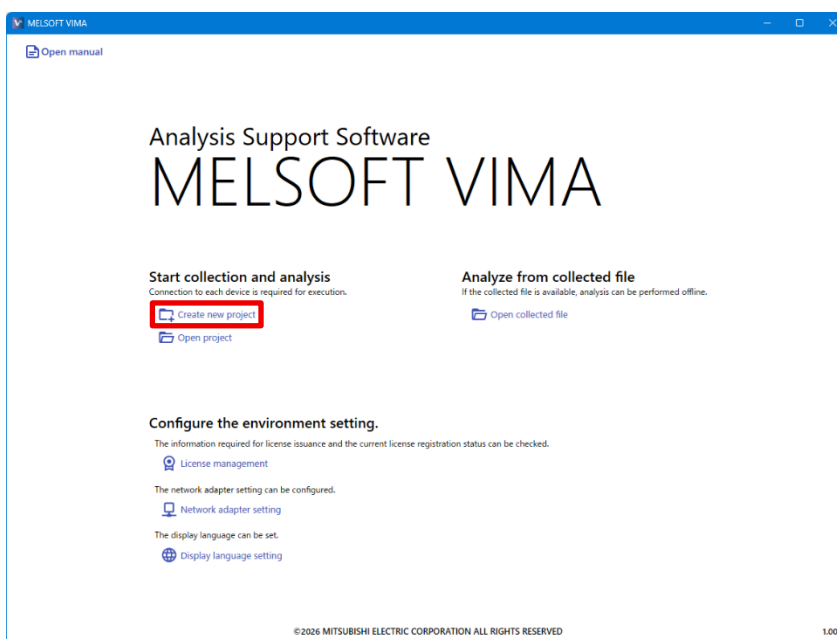 MELSOFT VIMA
Open manual
Analysis Support Software
MELSOFT VIMA
Start collection and analysis
Connection to each device is required for execution.
Create new project
Open project
Analyze from collected file
If the collected file is available, analysis can be performed offline.
Open collected file
Configure the environment setting.
The information required for license issuance and the current license registration status can be checked.
License management
The network adapter setting can be configured.
Network adapter setting
The display language can be set.
Display language setting
©2026 MITSUBISHI ELECTRIC CORPORATION ALL RIGHTS RESERVED
1.00